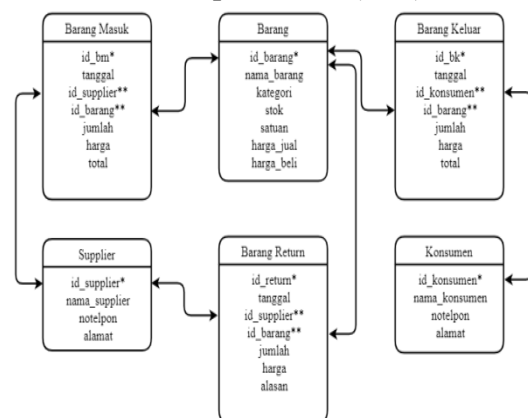 Barang Masuk
id_bm*
tanggal
id_supplier**
id_barang**
jumlah
harga
total
Barang
id_barang*
nama_barang
kategori
stok
satuan
harga_jual
harga_beli
Barang Keluar
id_bk*
tanggal
id_konsumen**
id_barang**
jumlah
harga
total
Supplier
id_supplier*
nama_supplier
notelpon
alamat
Barang Return
id_return*
tanggal
id_supplier**
id_barang**
jumlah
harga
alasan
Konsumen
id_konsumen*
nama_konsumen
notelpon
alamat